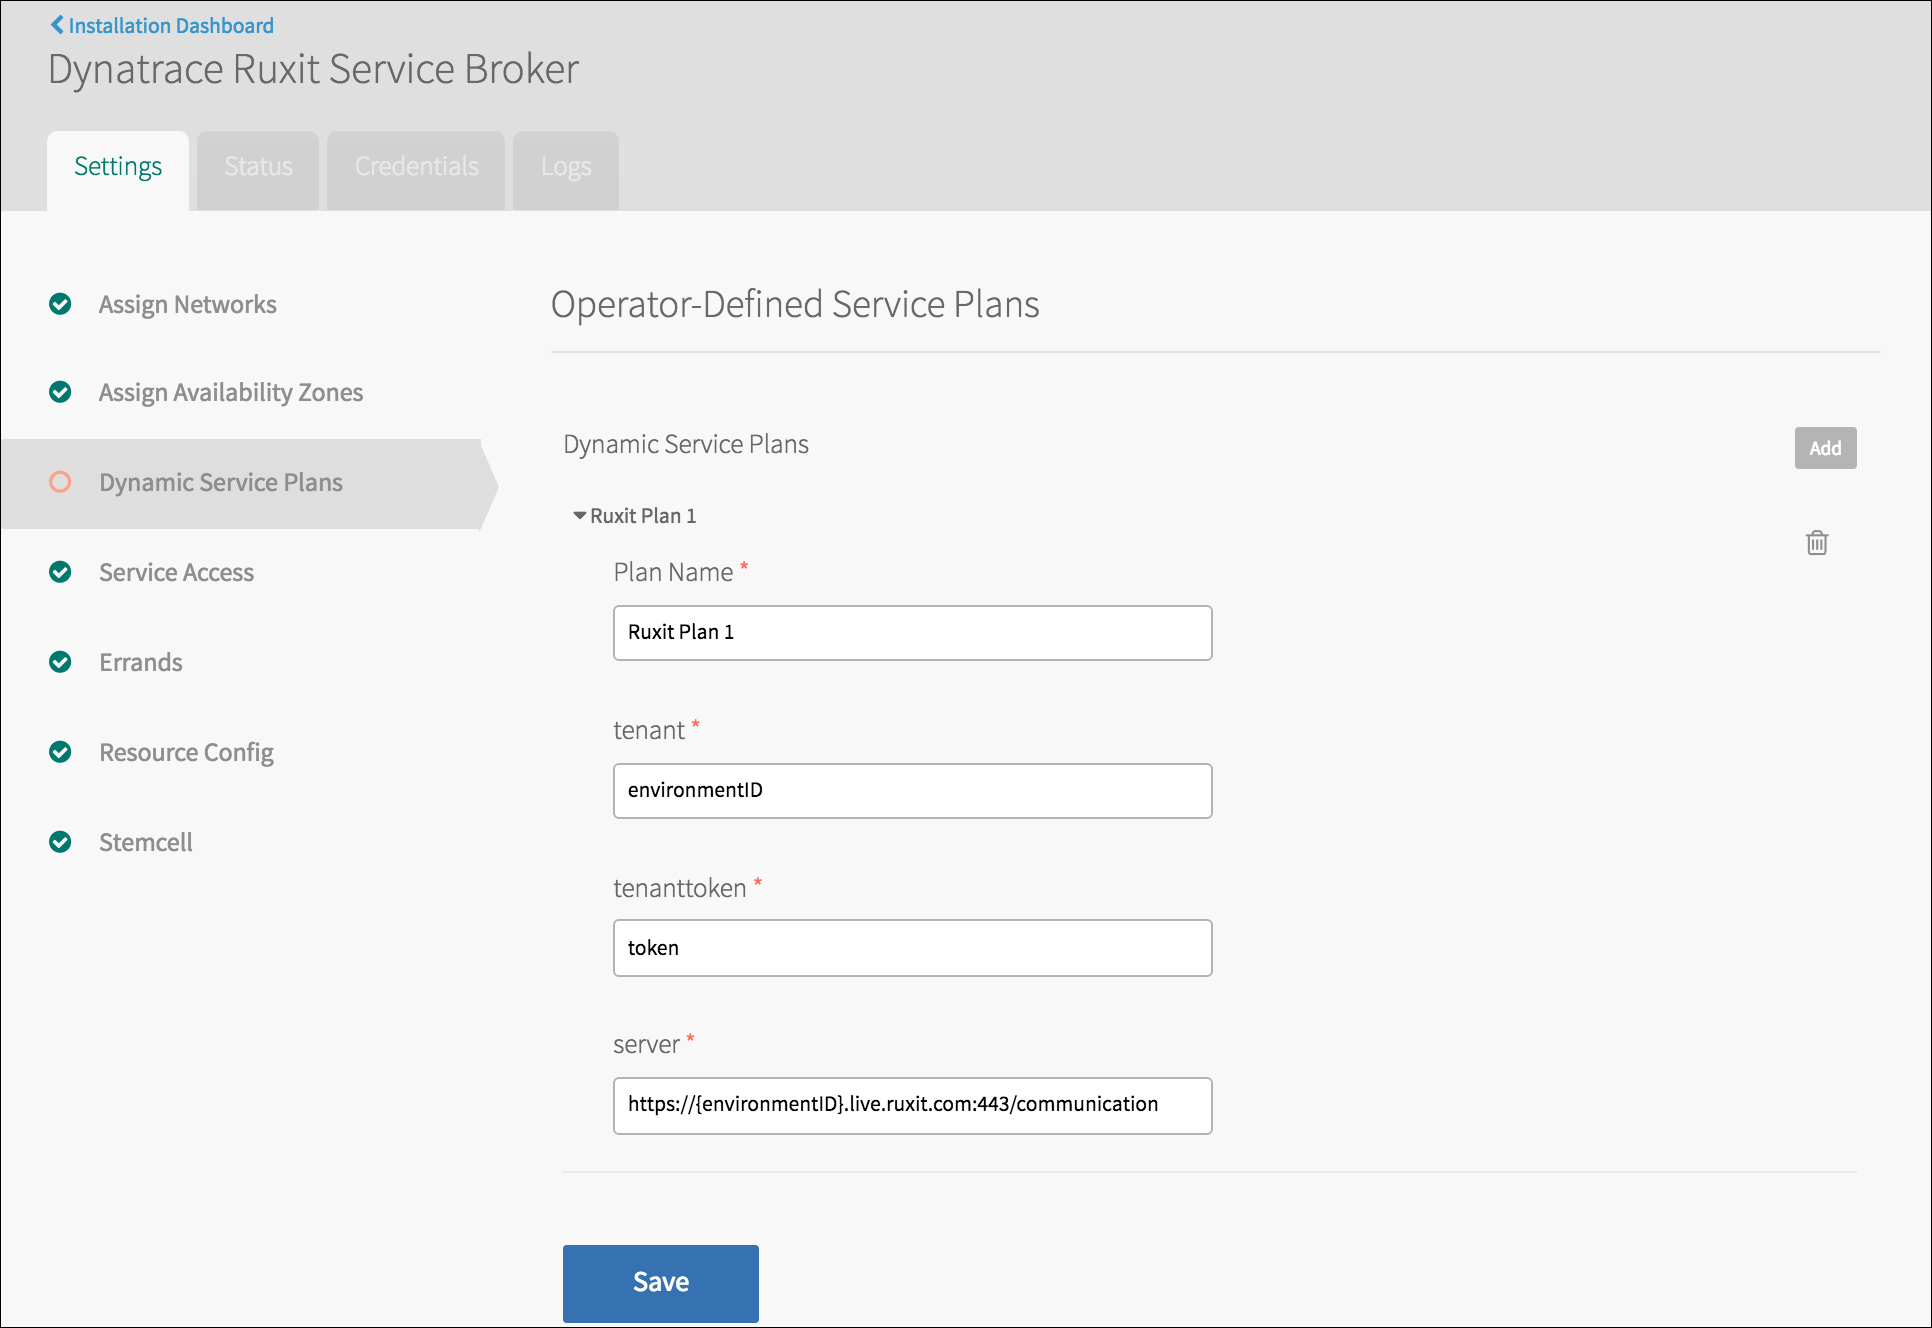 Installation Dashboard
Dynatrace Ruxit Service Broker
Settings
Status
Credentials
Logs
Assign Networks
Assign Availability Zones
Dynamic Service Plans
Service Access
Errands
Resource Config
Stemcell
Operator-Defined Service Plans
Dynamic Service Plans
Add
Ruxit Plan 1
Plan Name *
Ruxit Plan 1
tenant *
environmentID
tenanttoken *
token
server *
https://{environmentID}.live.ruxit.com:443/communication
Save